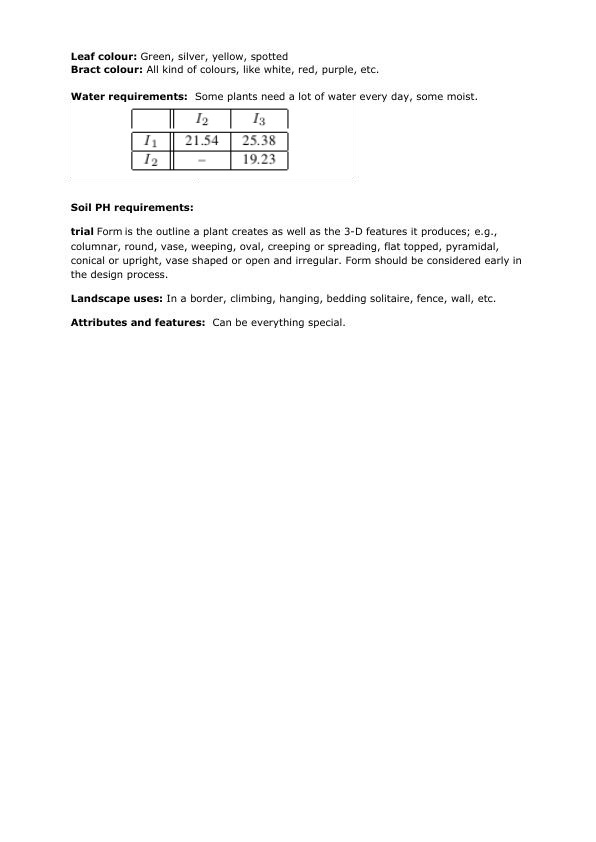 Leaf colour: Green, silver, yellow, spotted
Bract colour: All kind of colours, like white, red, purple, etc.
Water requirements: Some plants need a lot of water every day, some moist.
I2 I3
I1 21.54 25.38
I2 – 19.23
Soil PH requirements:
trial Form is the outline a plant creates as well as the 3-D features it produces; e.g.,
columnar, round, vase, weeping, oval, creeping or spreading, flat topped, pyramidal,
conical or upright, vase shaped or open and irregular. Form should be considered early in
the design process.
Landscape uses: In a border, climbing, hanging, bedding solitaire, fence, wall, etc.
Attributes and features: Can be everything special.